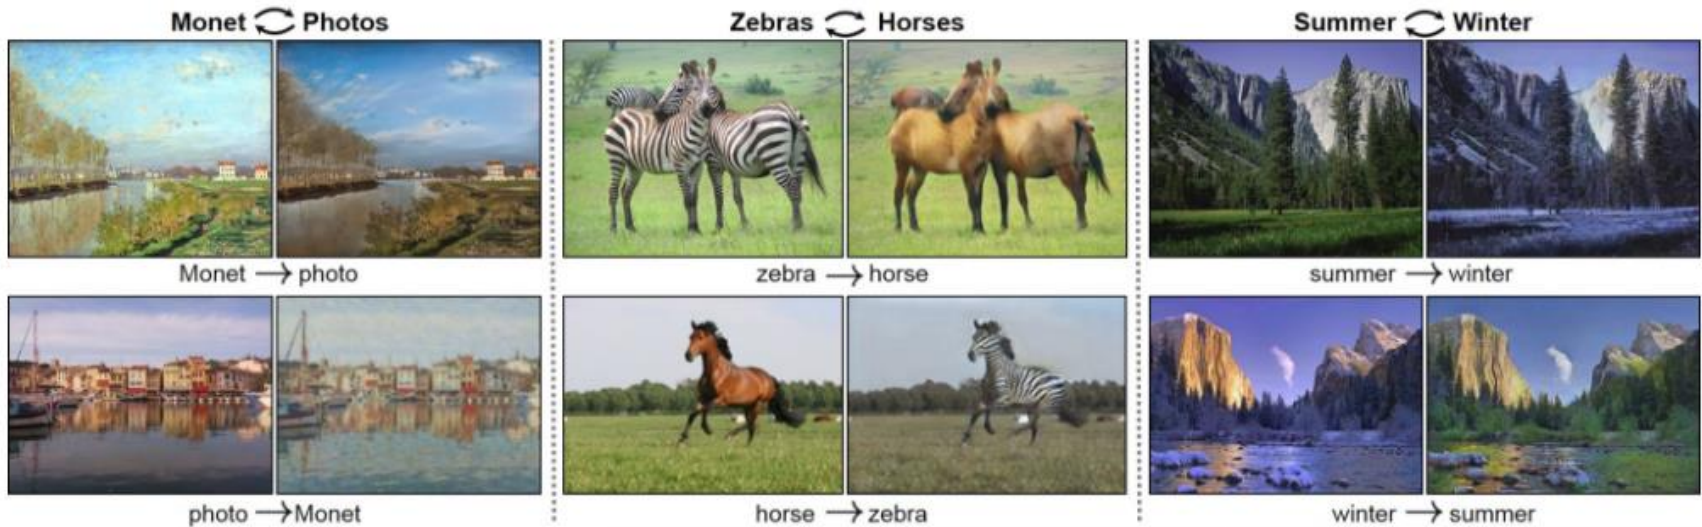 Monet ⇄ Photos
Monet → photo
photo → Monet
Zebras ⇄ Horses
zebra → horse
horse → zebra
Summer ⇄ Winter
summer → winter
winter → summer